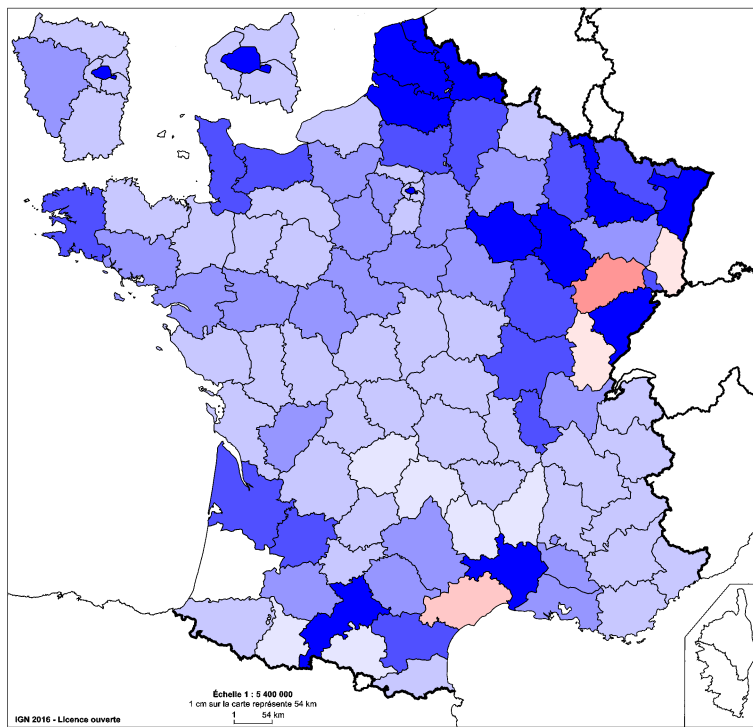 Échelle 1 : 5 400 000
1 cm sur la carte représente 54 km
1 54 km
IGN 2016 - Licence ouverte